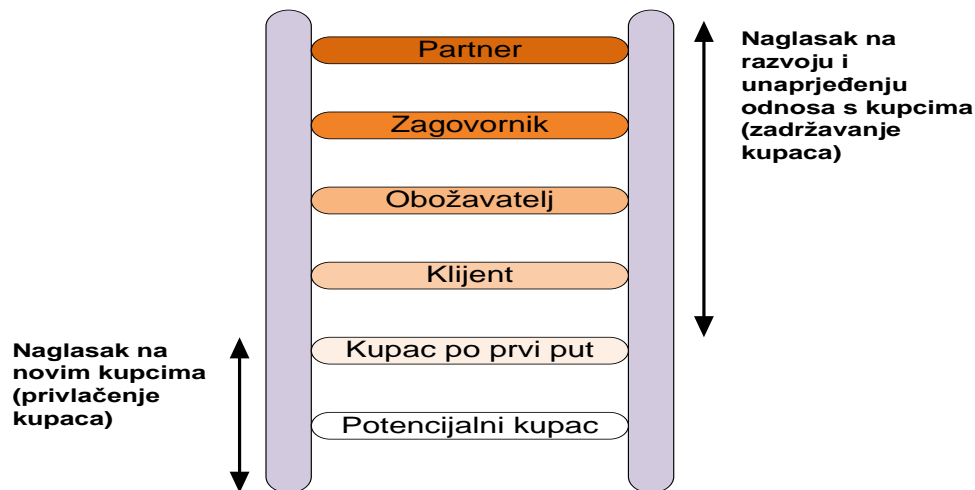 Partner
Zagovornik
Obožavatelj
Klijent
Kupac po prvi put
Potencijalni kupac
Naglasak na
razvoju i
unaprjeđenju
odnosa s kupcima
(zadržavanje
kupaca)
Naglasak na
novim kupcima
(privlačenje
kupaca)